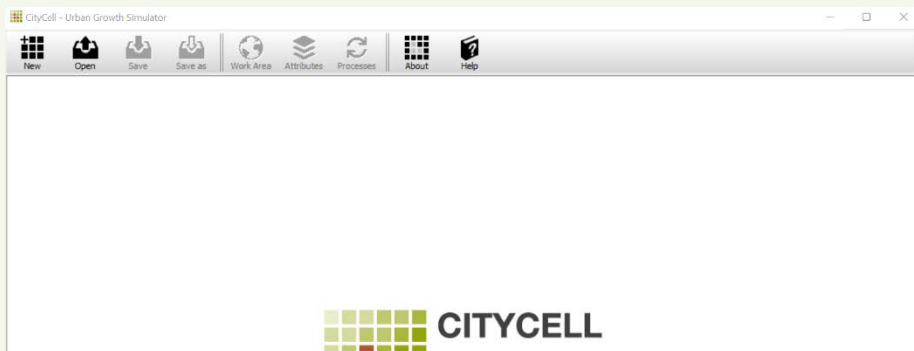 CityCell - Urban Growth Simulator
New Open Save Save as Work Area Attributes Processes About Help
CITYCELL